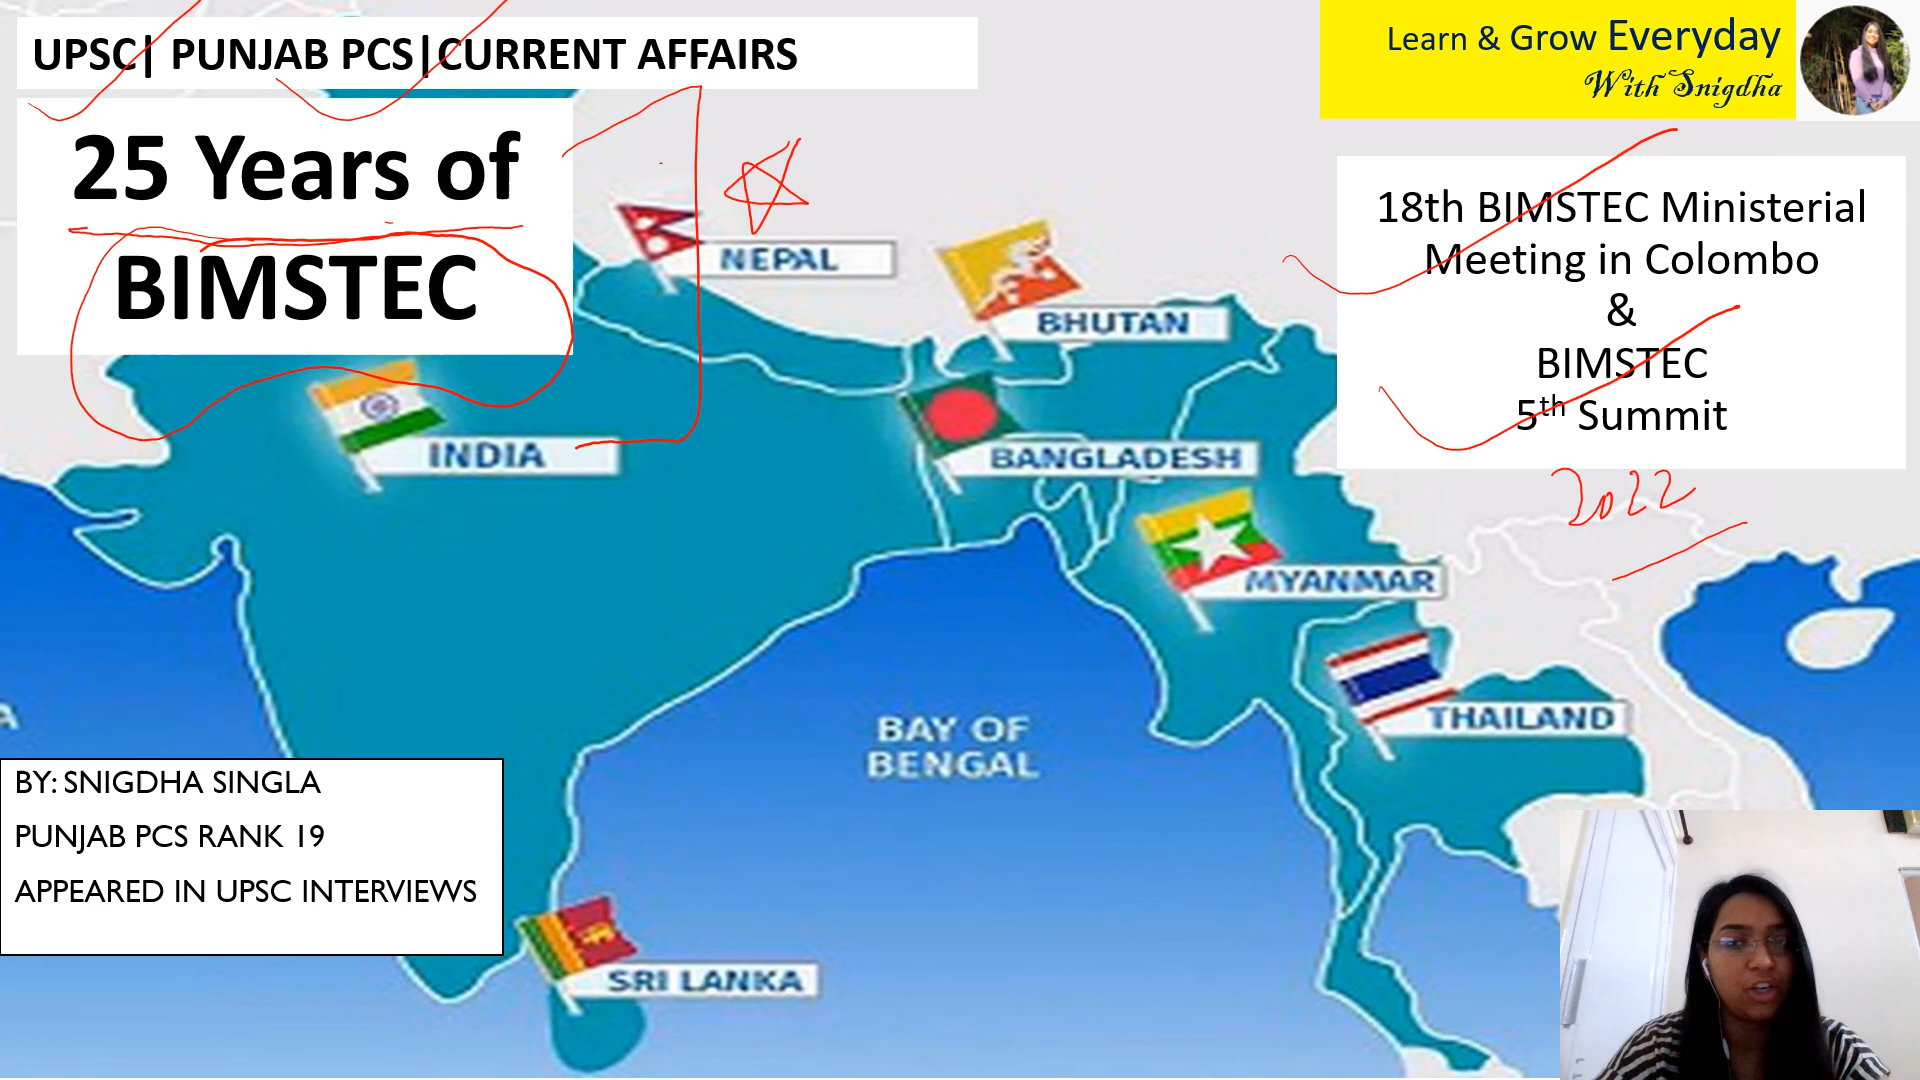 UPSC| PUNJAB PCS|CURRENT AFFAIRS
Learn & Grow Everyday
With Snigdha
25 Years of
BIMSTEC
18th BIMSTEC Ministerial
Meeting in Colombo
&
BIMSTEC
5th Summit
2022
NEPAL
BHUTAN
INDIA
BANGLADESH
MYANMAR
THAILAND
BAY OF
BENGAL
BY: SNIGDHA SINGLA
PUNJAB PCS RANK 19
APPEARED IN UPSC INTERVIEWS
SRI LANKA